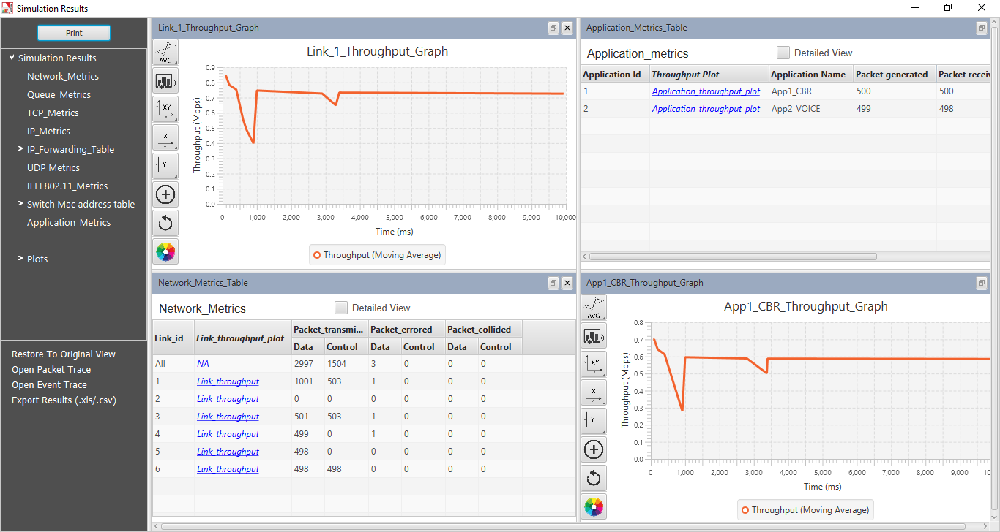 Simulation Results
Print
Simulation Results
Network_Metrics
Queue_Metrics
TCP_Metrics
IP_Metrics
IP_Forwarding_Table
UDP Metrics
IEEE802.11_Metrics
Switch Mac address table
Application_Metrics
Plots
Restore To Original View
Open Packet Trace
Open Event Trace
Export Results (.xls/.csv)
Link_1_Throughput_Graph
AVG
XY
X
Y
Link_1_Throughput_Graph
Throughput (Mbps)
0.9
0.8
0.7
0.6
0.5
0.4
0.3
0.2
0.1
0.0
0 1,000 2,000 3,000 4,000 5,000 6,000 7,000 8,000 9,000 10,000
Time (ms)
Throughput (Moving Average)
Application_Metrics_Table
Application_metrics Detailed View
Application Id Throughput Plot Application Name Packet generated Packet recei
1 Application_throughput_plot App1_CBR 500 500
2 Application_throughput_plot App2_VOICE 499 498
Network_Metrics_Table
Network_Metrics Detailed View
Link_id Link_throughput_plot Packet_transmi... Packet_errored Packet_collided
Data Control Data Control Data Control
All NA 2997 1504 3 0 0 0
1 Link_throughput 1001 503 1 0 0 0
2 Link_throughput 0 0 0 0 0 0
3 Link_throughput 501 503 1 0 0 0
4 Link_throughput 499 0 1 0 0 0
5 Link_throughput 498 0 0 0 0 0
6 Link_throughput 498 498 0 0 0 0
App1_CBR_Throughput_Graph
AVG
XY
X
Y
App1_CBR_Throughput_Graph
Throughput (Mbps)
0.8
0.7
0.6
0.5
0.4
0.3
0.2
0.1
0.0
0 1,000 2,000 3,000 4,000 5,000 6,000 7,000 8,000 9,000 10
Time (ms)
Throughput (Moving Average)